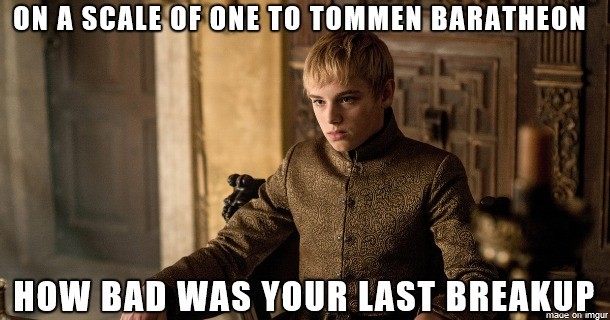 ON A SCALE OF ONE TO TOMMEN BARATHEON
HOW BAD WAS YOUR LAST BREAKUP
made on imgur